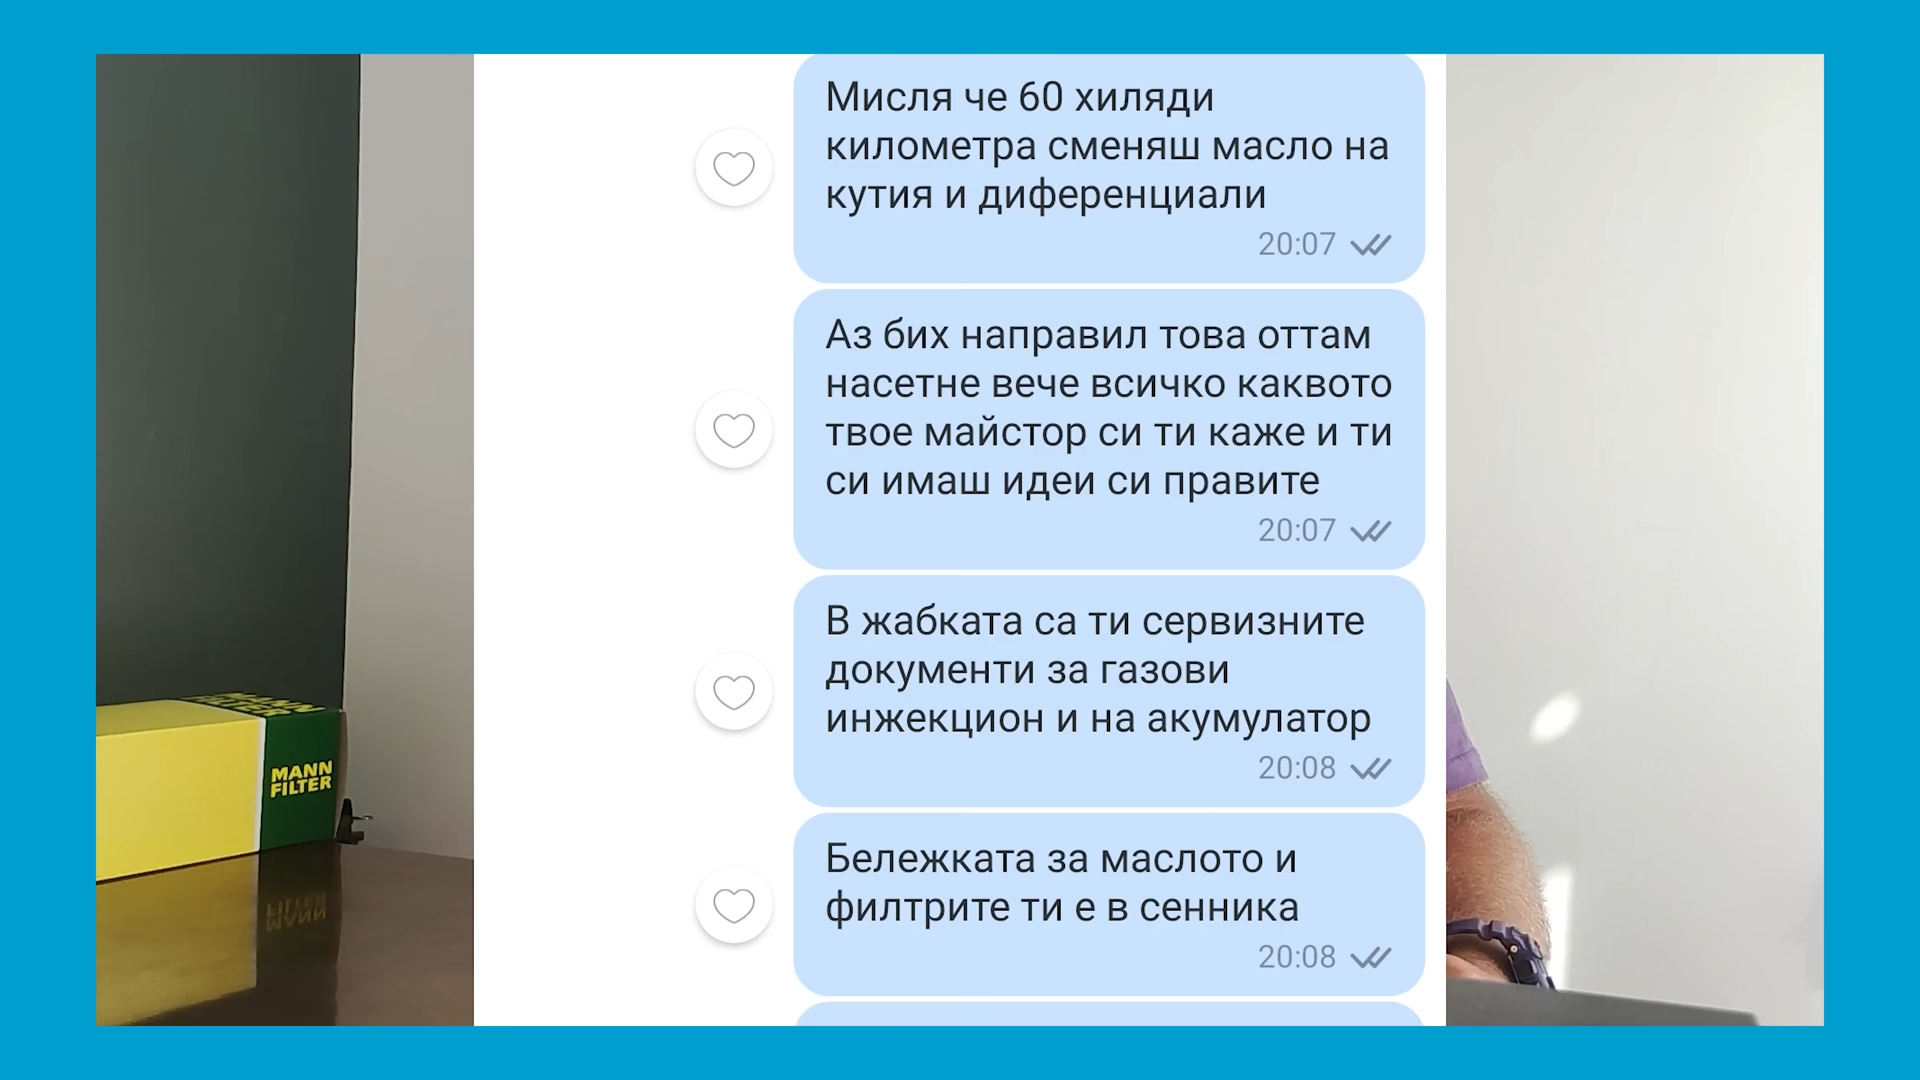 Мисля че 60 хиляди
километра сменяш масло на
кутия и диференциали
20:07
Аз бих направил това оттам
насетне вече всичко каквото
твое майстор си ти каже и ти
си имаш идеи си правите
20:07
В жабката са ти сервизните
документи за газови
инжекцион и на акумулатор
20:08
Бележката за маслото и
филтрите ти е в сенника
20:08
MANN
FILTER
MANN
FILTER